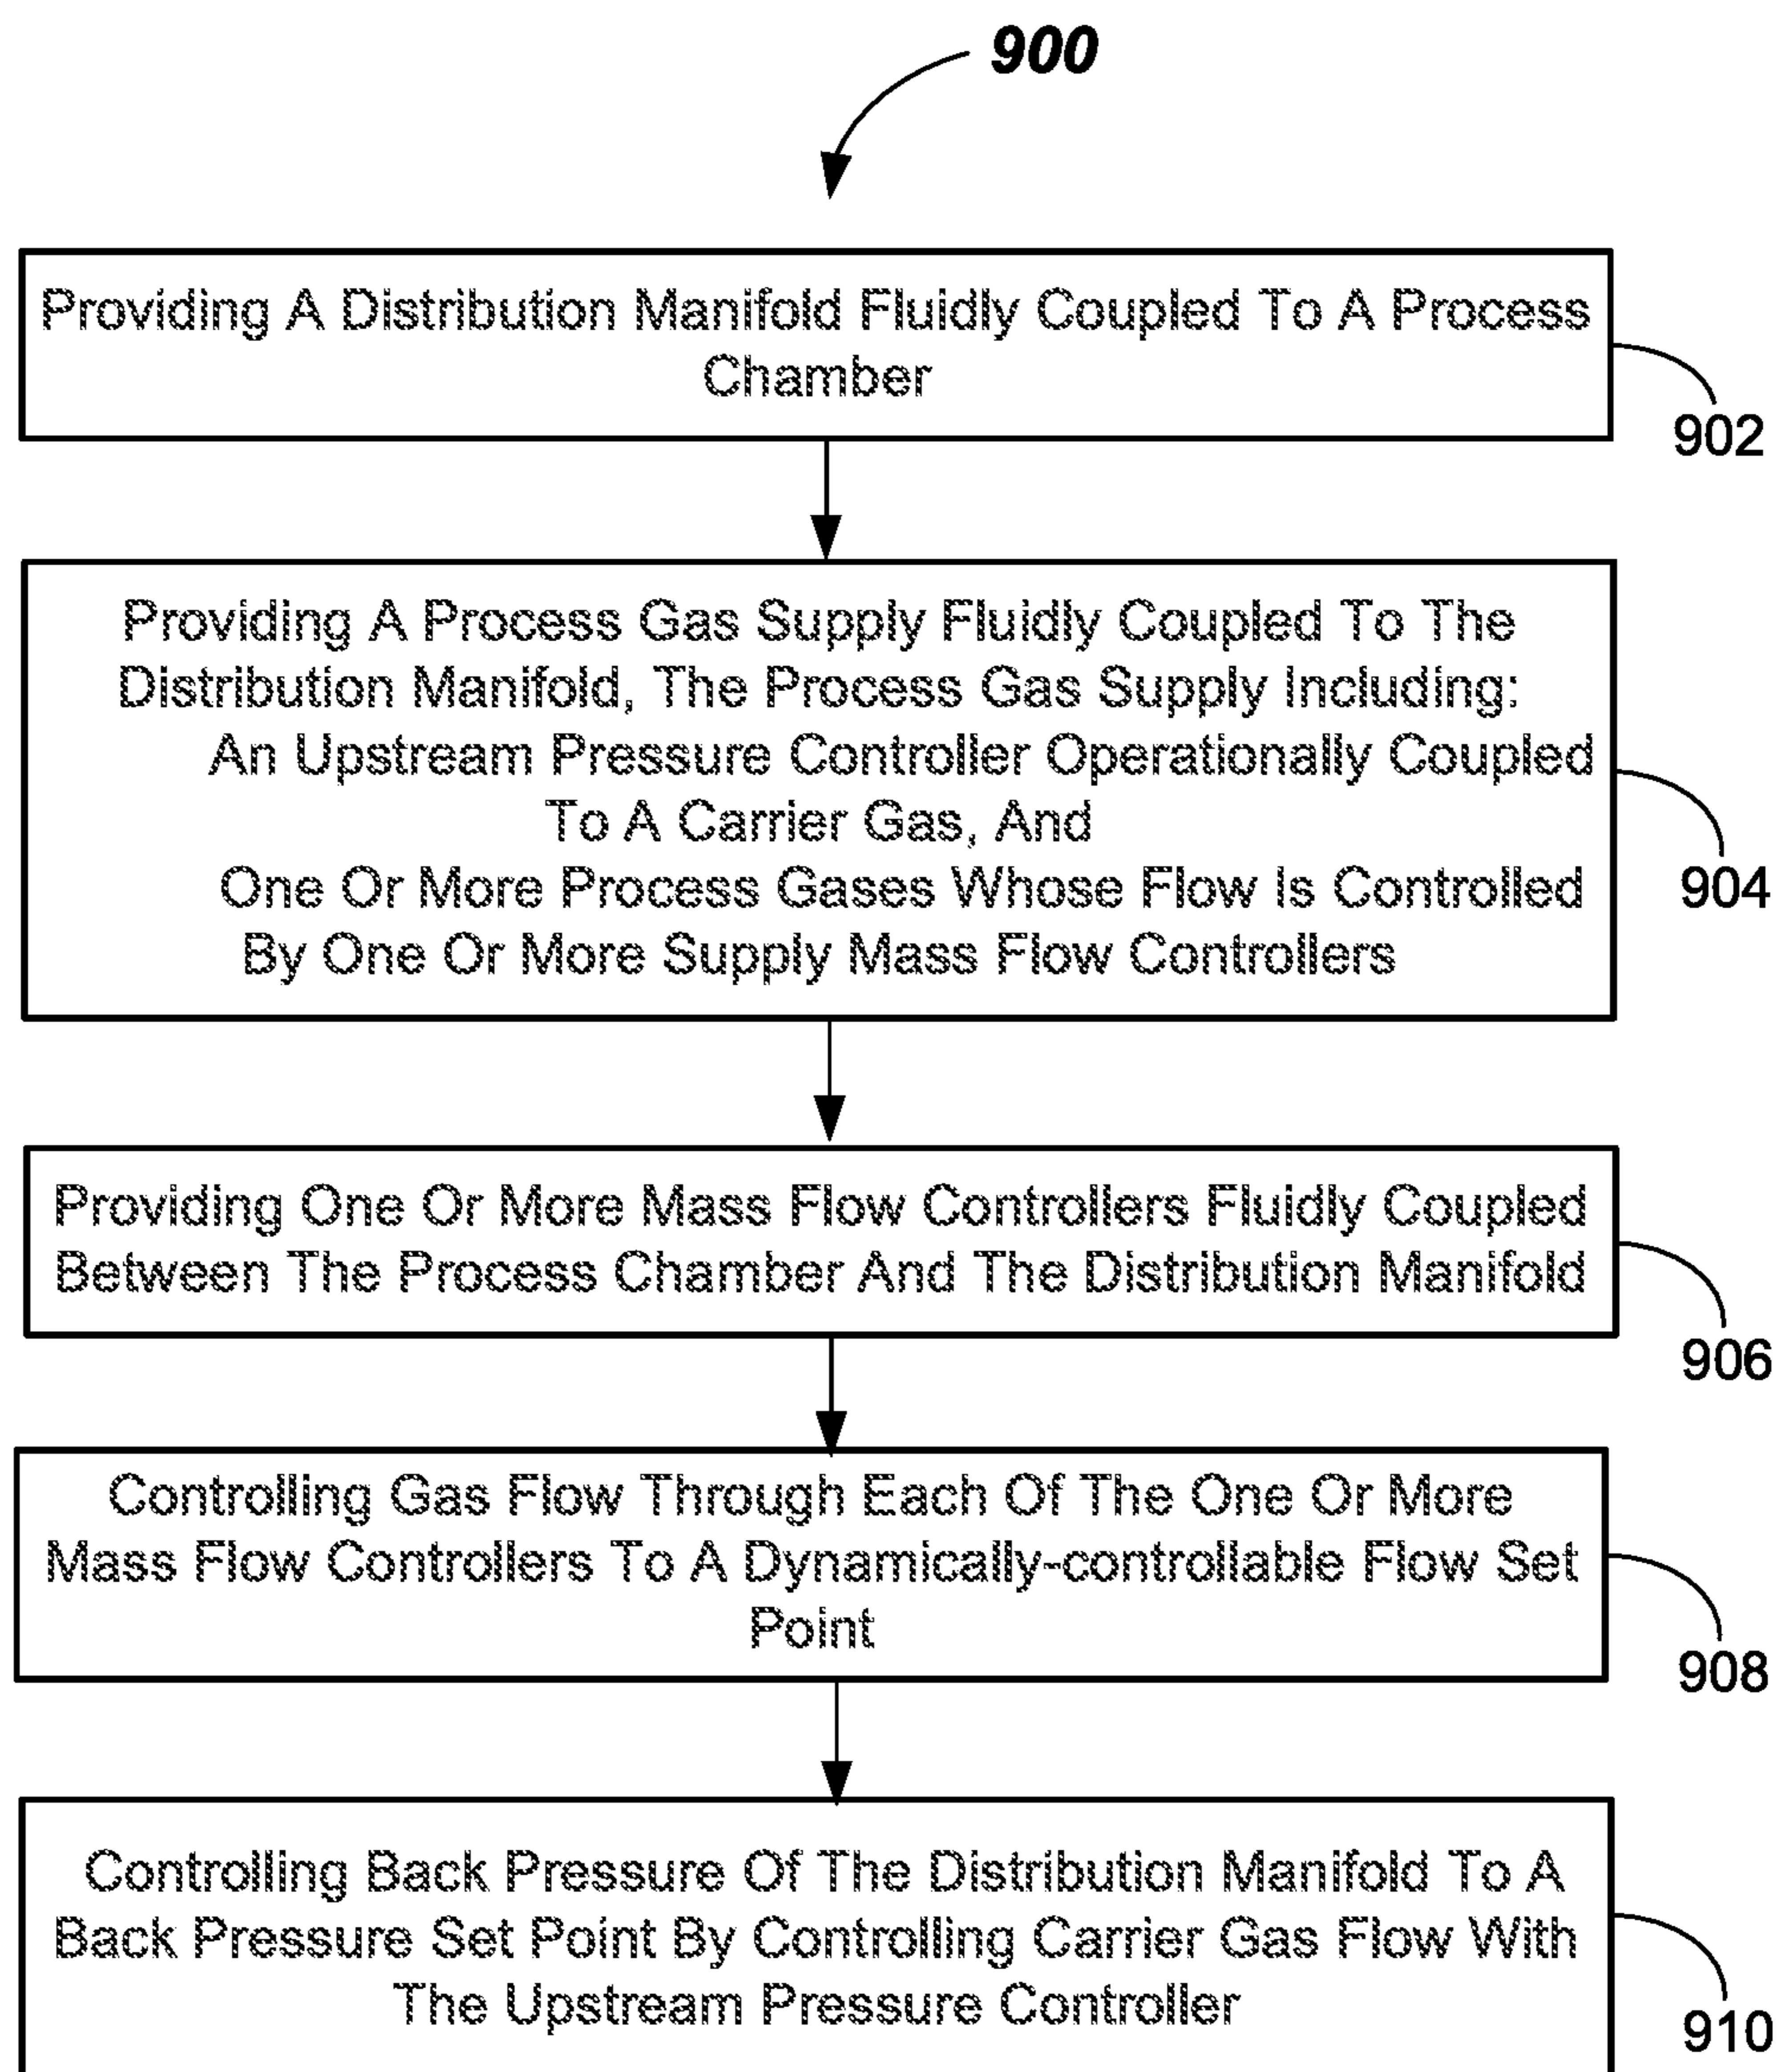 900
Providing A Distribution Manifold Fluidly Coupled To A Process
Chamber
902
Providing A Process Gas Supply Fluidly Coupled To The
Distribution Manifold, The Process Gas Supply Including:
An Upstream Pressure Controller Operationally Coupled
To A Carrier Gas, And
One Or More Process Gases Whose Flow Is Controlled
By One Or More Supply Mass Flow Controllers
904
Providing One Or More Mass Flow Controllers Fluidly Coupled
Between The Process Chamber And The Distribution Manifold
906
Controlling Gas Flow Through Each Of The One Or More
Mass Flow Controllers To A Dynamically-controllable Flow Set
Point
908
Controlling Back Pressure Of The Distribution Manifold To A
Back Pressure Set Point By Controlling Carrier Gas Flow With
The Upstream Pressure Controller
910